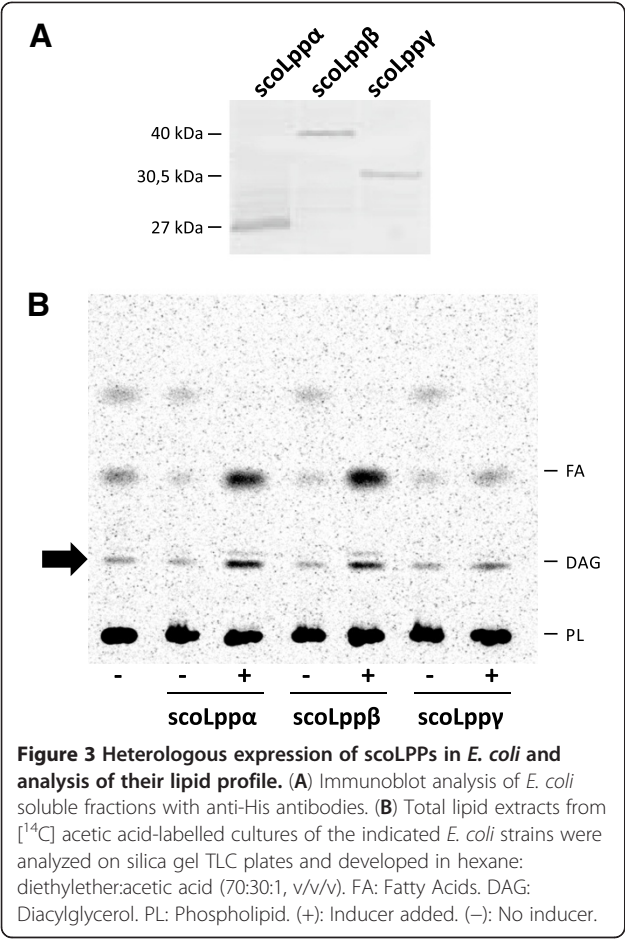 A
scoLppα scoLppβ scoLppγ
40 kDa
30,5 kDa
27 kDa
B
FA
DAG
PL
- - + - + - +
scoLppα scoLppβ scoLppγ
Figure 3 Heterologous expression of scoLPPs in E. coli and
analysis of their lipid profile. (A) Immunoblot analysis of E. coli
soluble fractions with anti-His antibodies. (B) Total lipid extracts from
[14C] acetic acid-labelled cultures of the indicated E. coli strains were
analyzed on silica gel TLC plates and developed in hexane:
diethylether:acetic acid (70:30:1, v/v/v). FA: Fatty Acids. DAG:
Diacylglycerol. PL: Phospholipid. (+): Inducer added. (−): No inducer.